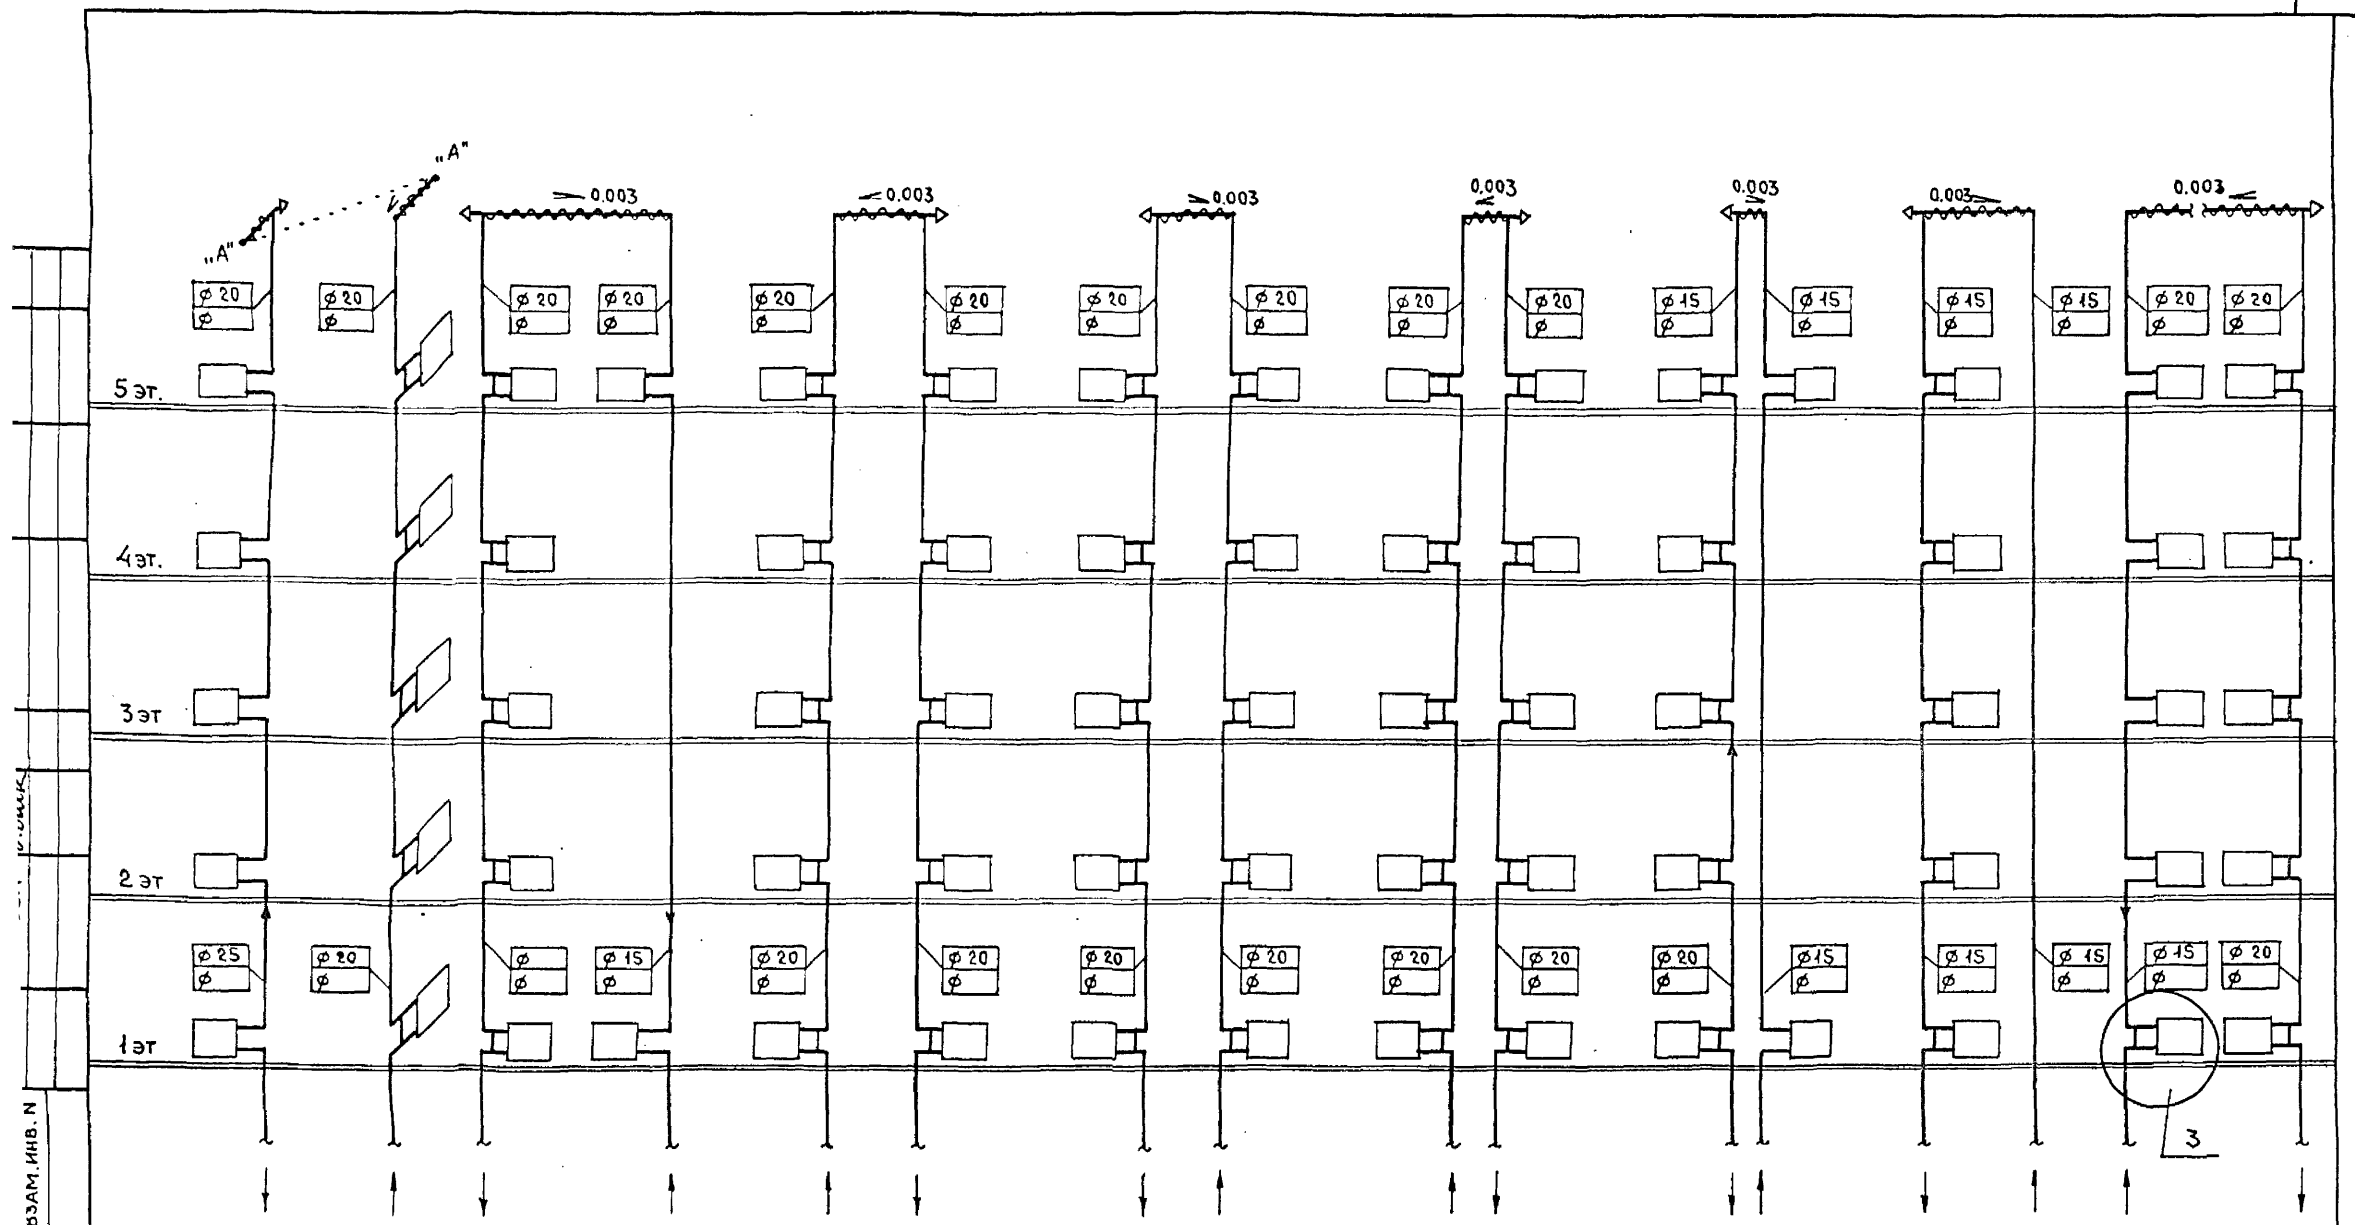 „А"
„А"
0.003 0.003 0.003 0.003 0.003 0.003 0.003
ϕ 20 ϕ 20 ϕ 20 ϕ 20 ϕ 20 ϕ 20 ϕ 20 ϕ 20 ϕ 20 ϕ 20 ϕ 15 ϕ 15 ϕ 15 ϕ 15 ϕ 20 ϕ 20
ϕ ϕ ϕ ϕ ϕ ϕ ϕ ϕ ϕ ϕ ϕ ϕ ϕ ϕ ϕ ϕ
5 эт.
4 эт.
3 эт
2 эт
ϕ 25 ϕ 20 ϕ ϕ 15 ϕ 20 ϕ 20 ϕ 20 ϕ 20 ϕ 20 ϕ 20 ϕ 20 ϕ 15 ϕ 15 ϕ 15 ϕ 15 ϕ 20
ϕ ϕ ϕ ϕ ϕ ϕ ϕ ϕ ϕ ϕ ϕ ϕ ϕ ϕ ϕ ϕ
1 эт
3
ВЗАМ. ИНВ. N